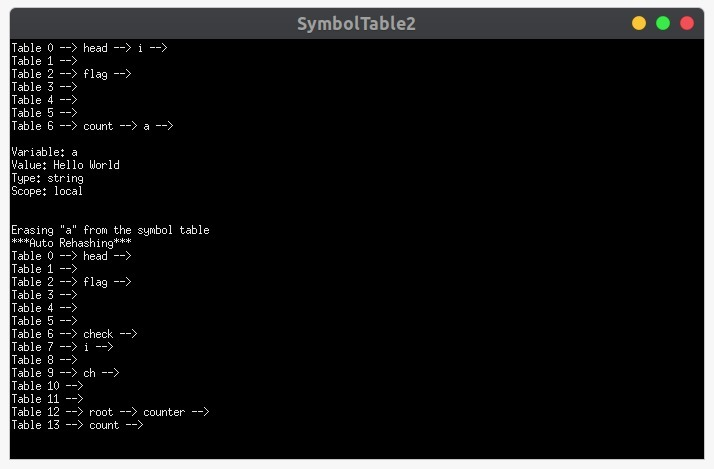 SymbolTable2
Table 0 --> head --> i -->
Table 1 -->
Table 2 --> flag -->
Table 3 -->
Table 4 -->
Table 5 -->
Table 6 --> count --> a -->
Variable: a
Value: Hello World
Type: string
Scope: local
Erasing "a" from the symbol table
***Auto Rehashing***
Table 0 --> head -->
Table 1 -->
Table 2 --> flag -->
Table 3 -->
Table 4 -->
Table 5 -->
Table 6 --> check -->
Table 7 --> i -->
Table 8 -->
Table 9 --> ch -->
Table 10 -->
Table 11 -->
Table 12 --> root --> counter -->
Table 13 --> count -->